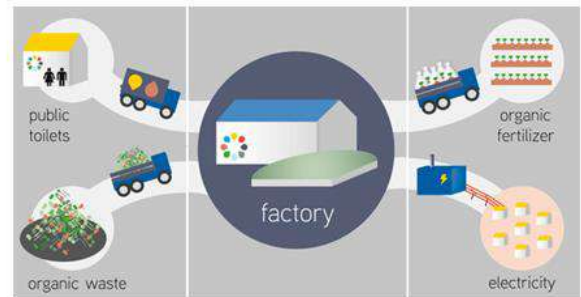 public
toilets
organic waste
factory
organic
fertilizer
electricity